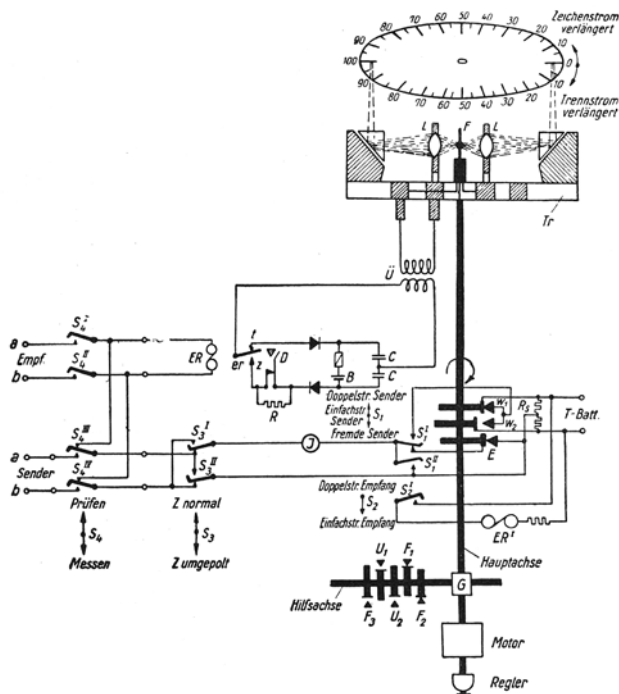 Zeichenstrom
verlängert
100 90 80 70 60 50 40 30 20 10 0
90 80 70 60 50 40 30 20 10
Trennstrom
verlängert
L F L
Tr
Ü
S₄ᴵ
a
Empf.
S₄ᴵᴵ
b
ER
t
er z D
R
B
C
C
Doppelstr. Sender
Einfachstr. Sender
S₁
Fremde Sender
W₁
W₂
R₅
T-Batt.
E
S₄ᴵᴵᴵ
a
Sender
S₄ᴵⱽ
b
S₃ᴵ
S₃ᴵᴵ
J
S₁ᴵ
S₁ᴵᴵ
Doppelstr. Empfang
S₂
Einfachstr. Empfang
S₂ᴵ
ERᴵ
Prüfen
S₄
Messen
Z normal
S₃
Z umgepolt
Hauptachse
U₁ F₁
G
Hilfsachse
F₃ U₂ F₂
Motor
Regler